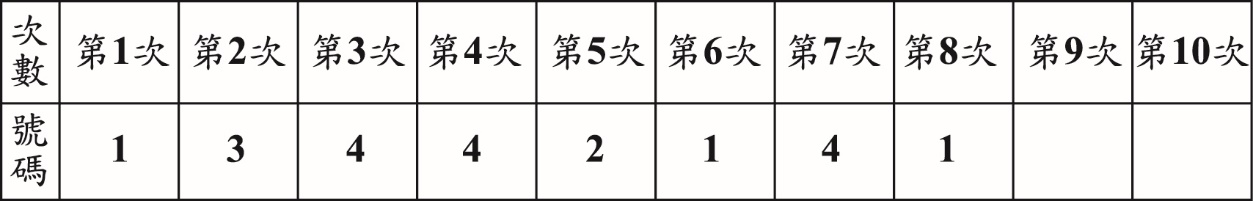 次數 第1次 第2次 第3次 第4次 第5次 第6次 第7次 第8次 第9次 第10次
號碼 1 3 4 4 2 1 4 1